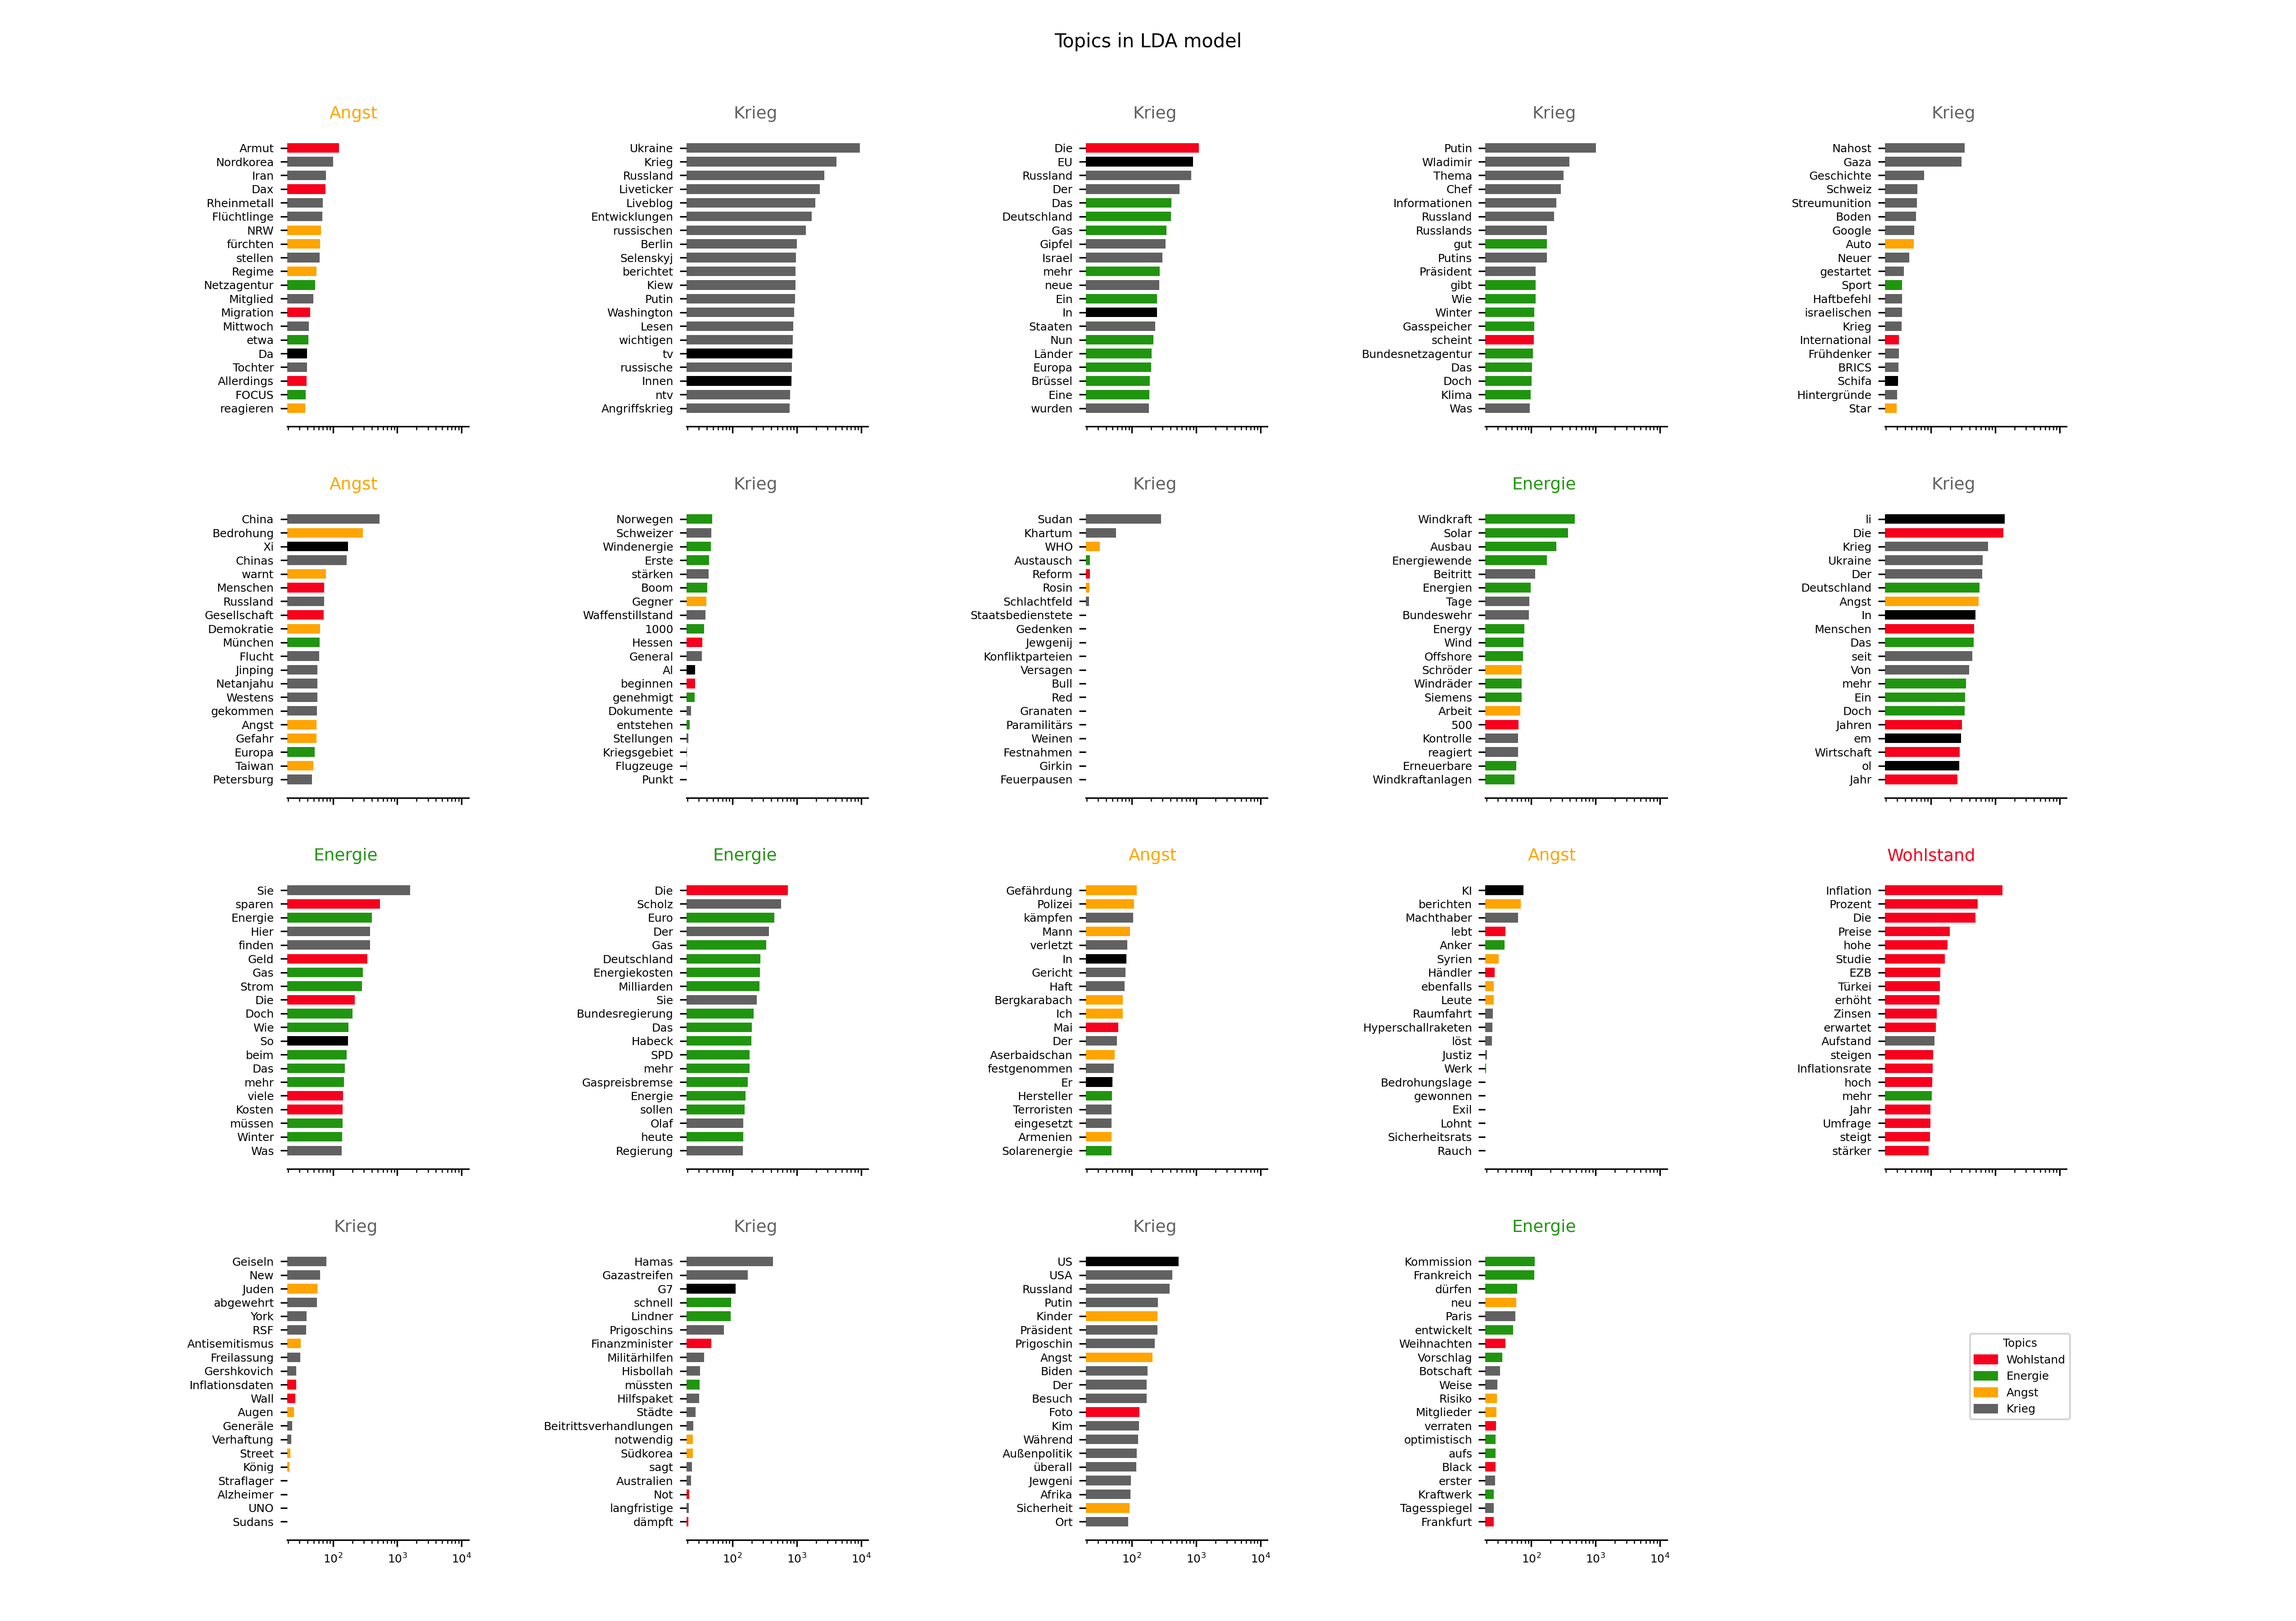 Topics in LDA model
Angst
Armut
Nordkorea
Iran
Dax
Rheinmetall
Flüchtlinge
NRW
fürchten
stellen
Regime
Netzagentur
Mitglied
Migration
Mittwoch
etwa
Da
Tochter
Allerdings
FOCUS
reagieren
Krieg
Ukraine
Krieg
Russland
Liveticker
Liveblog
Entwicklungen
russischen
Berlin
Selenskyj
berichtet
Kiew
Putin
Washington
Lesen
wichtigen
tv
russische
Innen
ntv
Angriffskrieg
Krieg
Die
EU
Russland
Der
Das
Deutschland
Gas
Gipfel
Israel
mehr
neue
Ein
In
Staaten
Nun
Länder
Europa
Brüssel
Eine
wurden
Krieg
Putin
Wladimir
Thema
Chef
Informationen
Russland
Russlands
gut
Putins
Präsident
gibt
Wie
Winter
Gasspeicher
scheint
Bundesnetzagentur
Das
Doch
Klima
Was
Krieg
Nahost
Gaza
Geschichte
Schweiz
Streumunition
Boden
Google
Auto
Neuer
gestartet
Sport
Haftbefehl
israelischen
Krieg
International
Frühdenker
BRICS
Schifa
Hintergründe
Star
Angst
China
Bedrohung
Xi
Chinas
warnt
Menschen
Russland
Gesellschaft
Demokratie
München
Flucht
Jinping
Netanjahu
Westens
gekommen
Angst
Gefahr
Europa
Taiwan
Petersburg
Krieg
Norwegen
Schweizer
Windenergie
Erste
stärken
Boom
Gegner
Waffenstillstand
1000
Hessen
General
Al
beginnen
genehmigt
Dokumente
entstehen
Stellungen
Kriegsgebiet
Flugzeuge
Punkt
Krieg
Sudan
Khartum
WHO
Austausch
Reform
Rosin
Schlachtfeld
Staatsbedienstete
Gedenken
Jewgenij
Konfliktparteien
Versagen
Bull
Red
Granaten
Paramilitärs
Weinen
Festnahmen
Girkin
Feuerpausen
Energie
Windkraft
Solar
Ausbau
Energiewende
Beitritt
Energien
Tage
Bundeswehr
Energy
Wind
Offshore
Schröder
Windräder
Siemens
Arbeit
500
Kontrolle
reagiert
Erneuerbare
Windkraftanlagen
Krieg
li
Die
Krieg
Ukraine
Der
Deutschland
Angst
In
Menschen
Das
seit
Von
mehr
Ein
Doch
Jahren
em
Wirtschaft
ol
Jahr
Energie
Sie
sparen
Energie
Hier
finden
Geld
Gas
Strom
Die
Doch
Wie
So
beim
Das
mehr
viele
Kosten
müssen
Winter
Was
Energie
Die
Scholz
Euro
Der
Gas
Deutschland
Energiekosten
Milliarden
Sie
Bundesregierung
Das
Habeck
SPD
mehr
Gaspreisbremse
Energie
sollen
Olaf
heute
Regierung
Angst
Gefährdung
Polizei
kämpfen
Mann
verletzt
In
Gericht
Haft
Bergkarabach
Ich
Mai
Der
Aserbaidschan
festgenommen
Er
Hersteller
Terroristen
eingesetzt
Armenien
Solarenergie
Angst
KI
berichten
Machthaber
lebt
Anker
Syrien
Händler
ebenfalls
Leute
Raumfahrt
Hyperschallraketen
löst
Justiz
Werk
Bedrohungslage
gewonnen
Exil
Lohnt
Sicherheitsrats
Rauch
Wohlstand
Inflation
Prozent
Die
Preise
hohe
Studie
EZB
Türkei
erhöht
Zinsen
erwartet
Aufstand
steigen
Inflationsrate
hoch
mehr
Jahr
Umfrage
steigt
stärker
Krieg
Geiseln
New
Juden
abgewehrt
York
RSF
Antisemitismus
Freilassung
Gershkovich
Inflationsdaten
Wall
Augen
Generäle
Verhaftung
Street
König
Straflager
Alzheimer
UNO
Sudans
10² 10³ 10⁴
Krieg
Hamas
Gazastreifen
G7
schnell
Lindner
Prigoschins
Finanzminister
Militärhilfen
Hisbollah
müssten
Hilfspaket
Städte
Beitrittsverhandlungen
notwendig
Südkorea
sagt
Australien
Not
langfristige
dämpft
10² 10³ 10⁴
Krieg
US
USA
Russland
Putin
Kinder
Präsident
Prigoschin
Angst
Biden
Der
Besuch
Foto
Kim
Während
Außenpolitik
überall
Jewgeni
Afrika
Sicherheit
Ort
10² 10³ 10⁴
Energie
Kommission
Frankreich
dürfen
neu
Paris
entwickelt
Weihnachten
Vorschlag
Botschaft
Weise
Risiko
Mitglieder
verraten
optimistisch
aufs
Black
erster
Kraftwerk
Tagesspiegel
Frankfurt
10² 10³ 10⁴
Topics
Wohlstand
Energie
Angst
Krieg